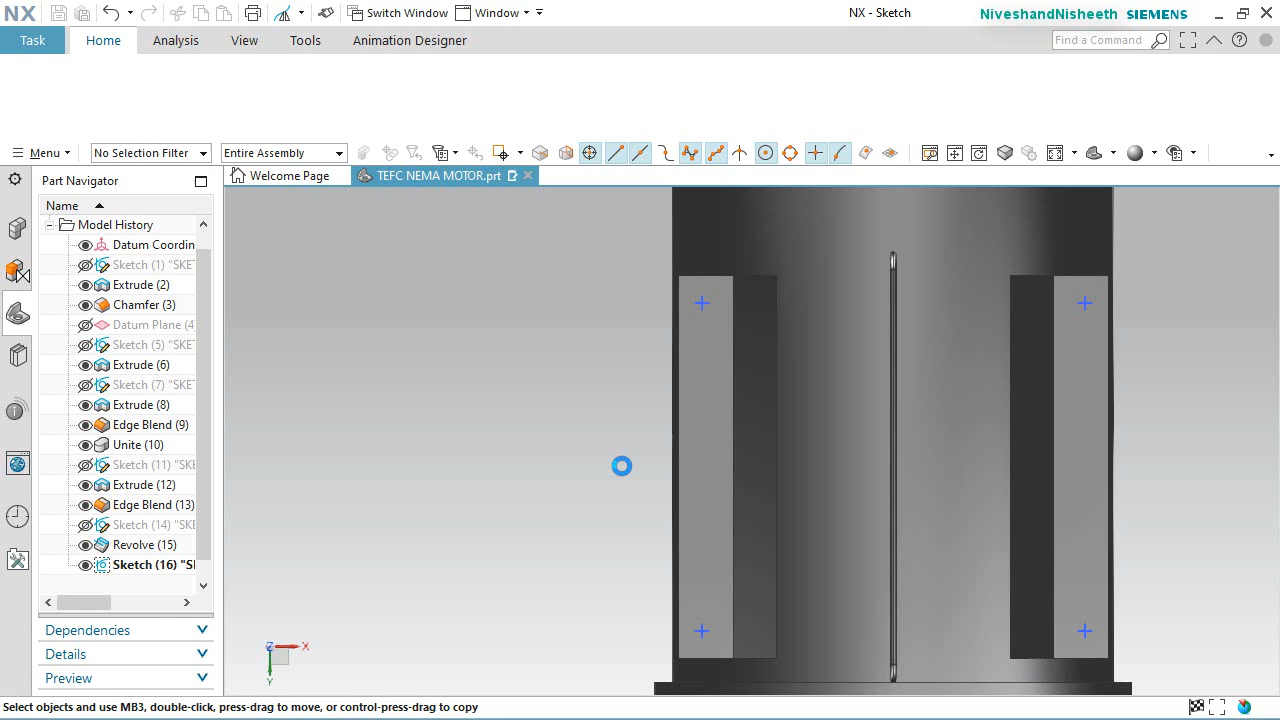 NX
Switch Window
Window
NX - Sketch
NiveshandNisheeth SIEMENS
Task
Home
Analysis
View
Tools
Animation Designer
Find a Command
Menu
No Selection Filter
Entire Assembly
Part Navigator
Welcome Page
TEFC NEMA MOTOR.prt
Name
Model History
Datum Coordin
Sketch (1) "SKE
Extrude (2)
Chamfer (3)
Datum Plane (4
Sketch (5) "SKE
Extrude (6)
Sketch (7) "SKE
Extrude (8)
Edge Blend (9)
Unite (10)
Sketch (11) "SK
Extrude (12)
Edge Blend (13)
Sketch (14) "SK
Revolve (15)
Sketch (16) "SI
Dependencies
Details
Preview
Z
X
Y
Select objects and use MB3, double-click, press-drag to move, or control-press-drag to copy